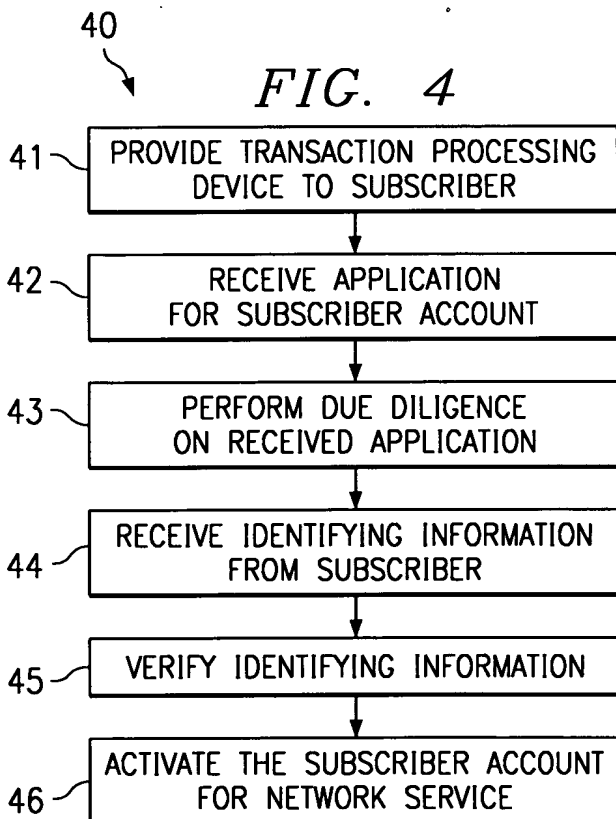 40
FIG. 4
41
PROVIDE TRANSACTION PROCESSING
DEVICE TO SUBSCRIBER
42
RECEIVE APPLICATION
FOR SUBSCRIBER ACCOUNT
43
PERFORM DUE DILIGENCE
ON RECEIVED APPLICATION
44
RECEIVE IDENTIFYING INFORMATION
FROM SUBSCRIBER
45
VERIFY IDENTIFYING INFORMATION
46
ACTIVATE THE SUBSCRIBER ACCOUNT
FOR NETWORK SERVICE